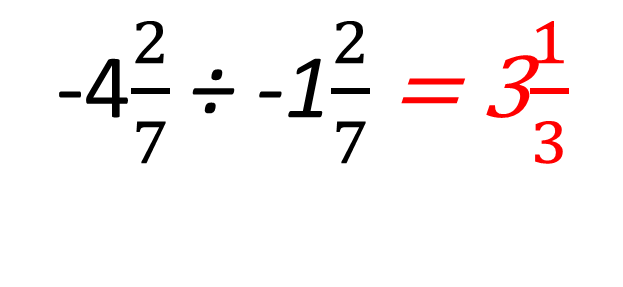 -4 2/7 ÷ -1 2/7 = 3 1/3